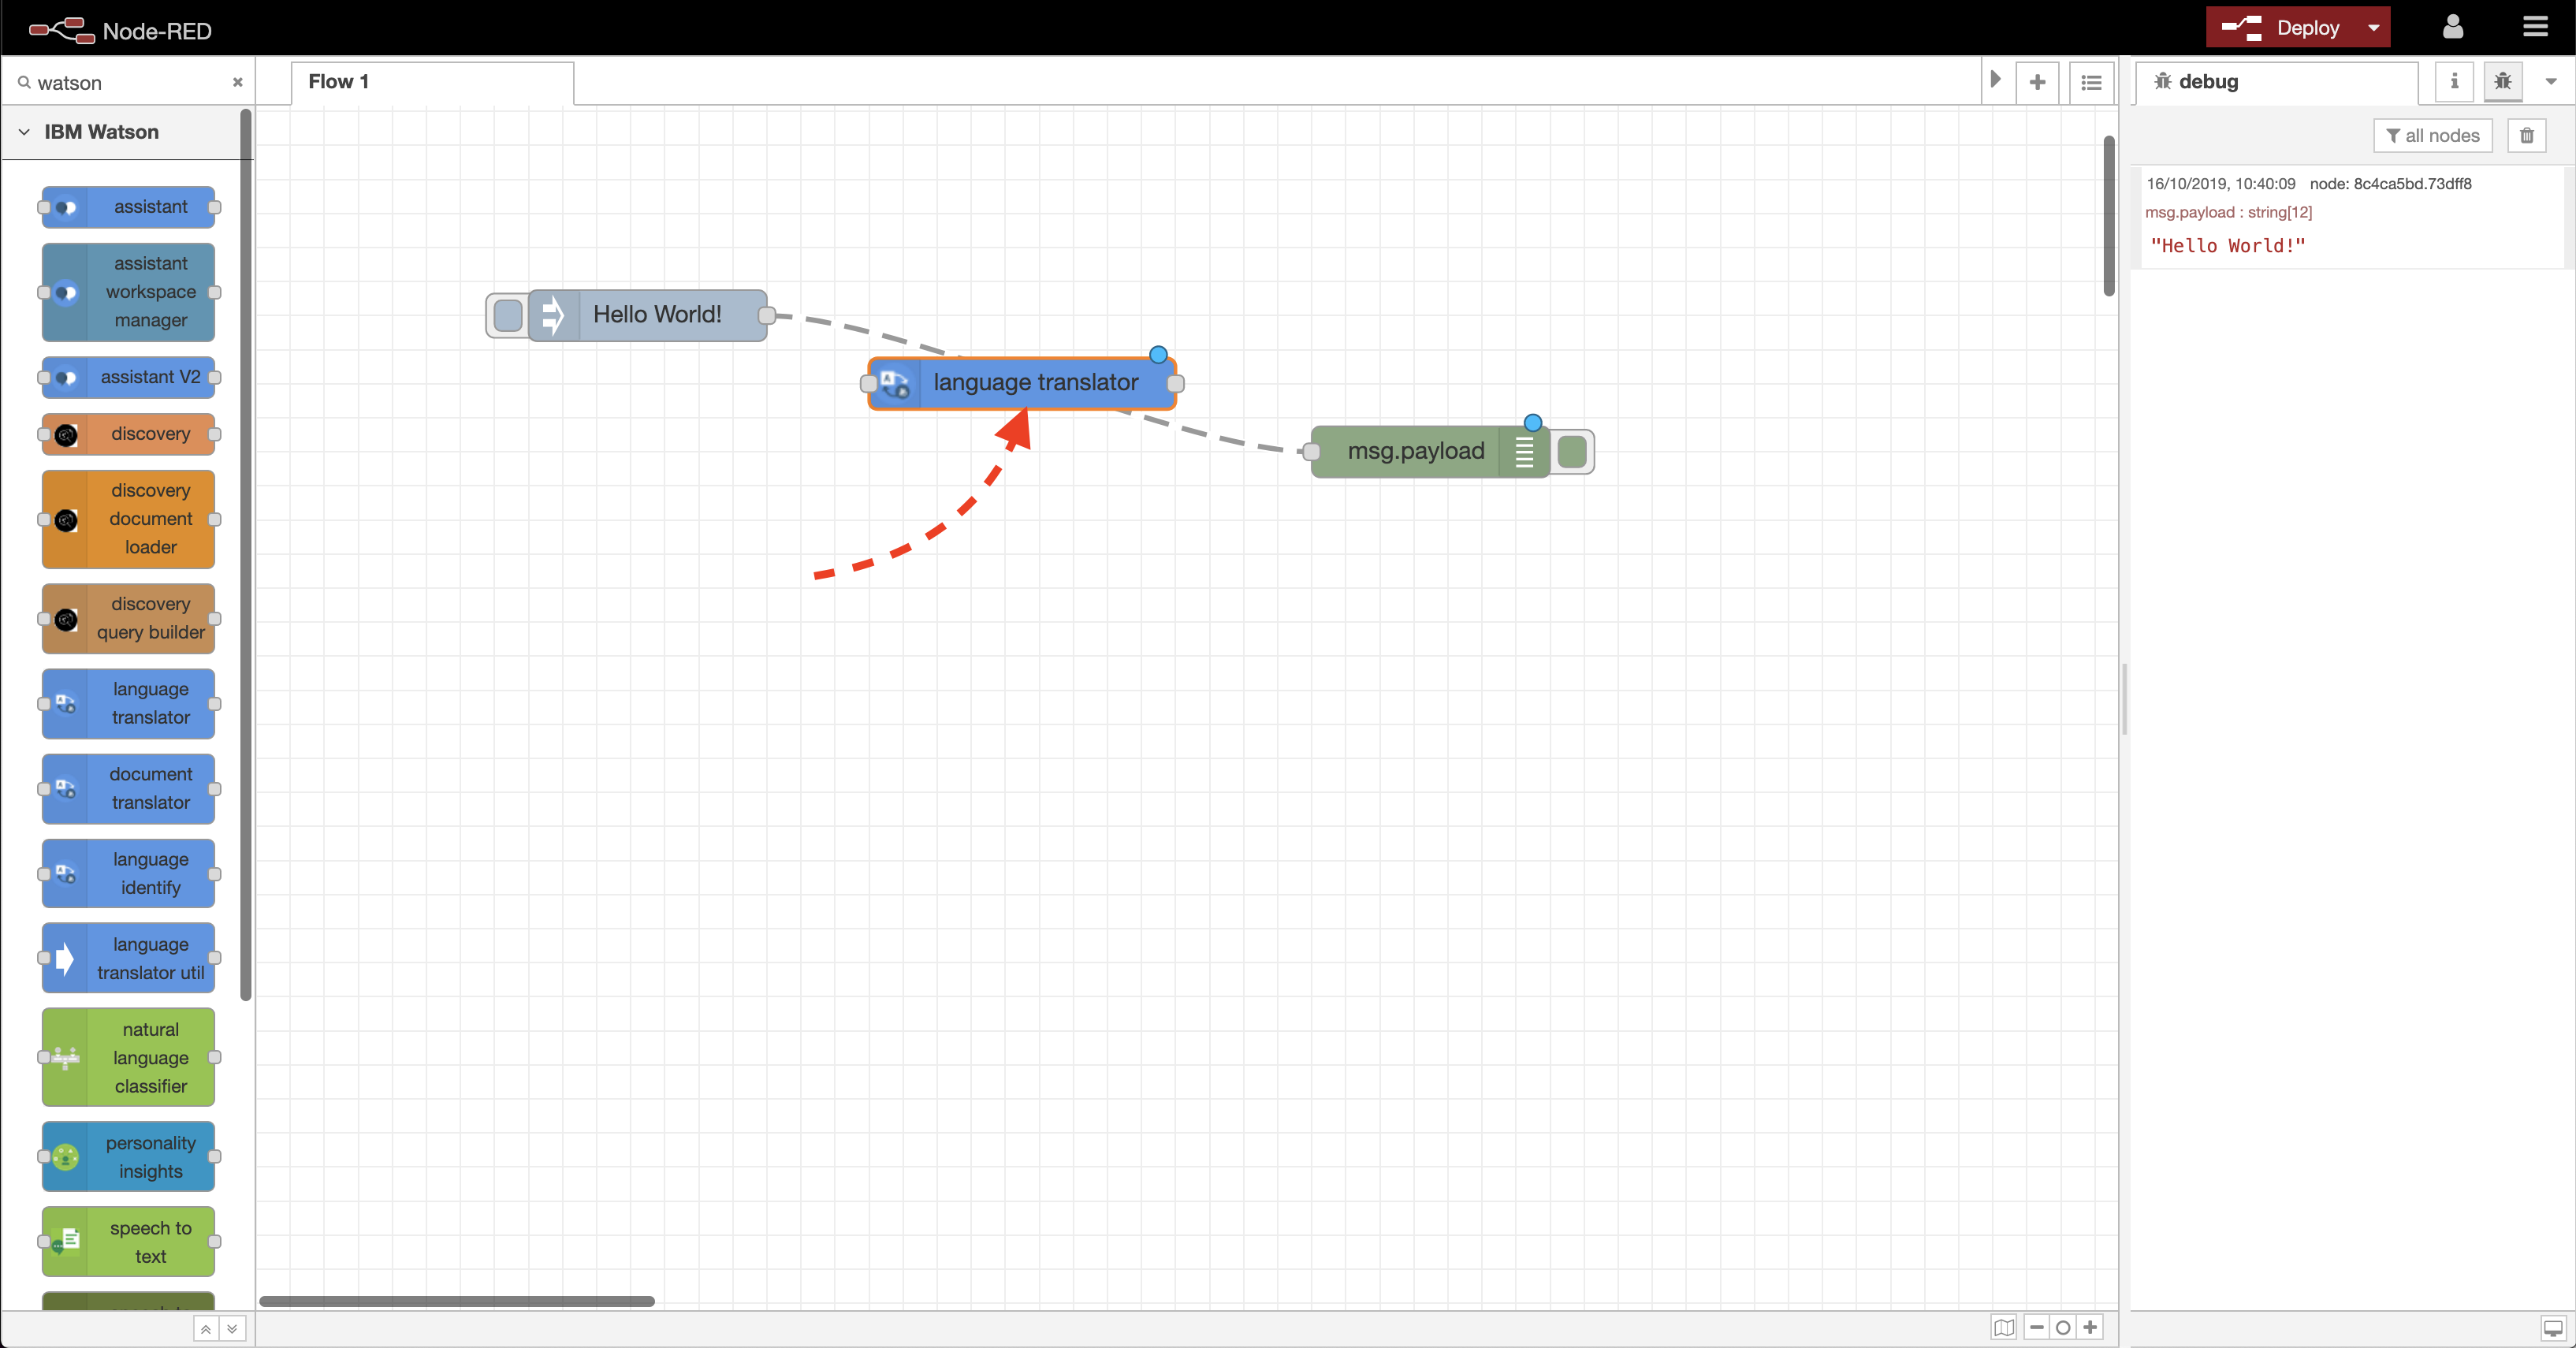 Node-RED
Deploy
watson
Flow 1
debug
IBM Watson
all nodes
16/10/2019, 10:40:09 node: 8c4ca5bd.73dff8
msg.payload : string[12]
"Hello World!"
assistant
assistant
workspace
manager
assistant V2
discovery
discovery
document
loader
discovery
query builder
language
translator
document
translator
language
identify
language
translator util
natural
language
classifier
personality
insights
speech to
text
Hello World!
language translator
msg.payload